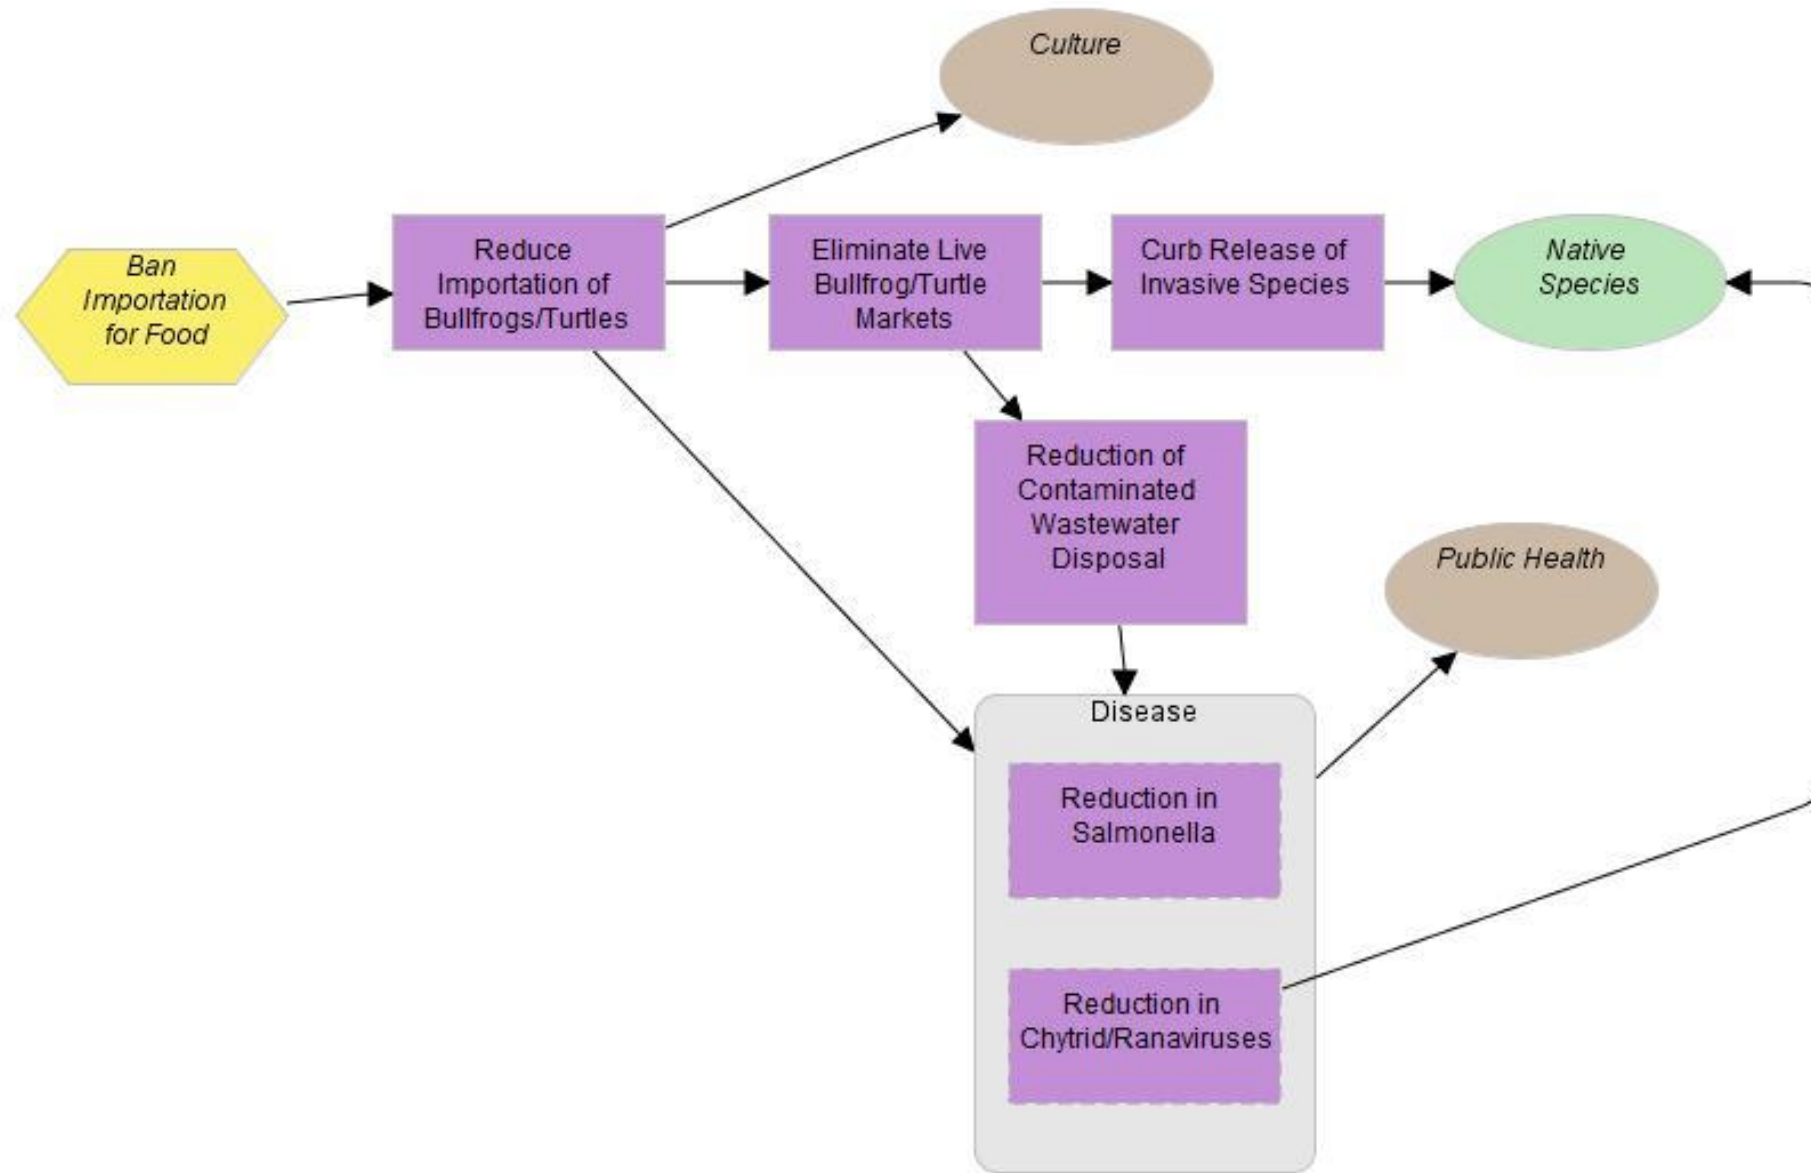 Culture
Ban
Importation
for Food
Reduce
Importation of
Bullfrogs/Turtles
Eliminate Live
Bullfrog/Turtle
Markets
Curb Release of
Invasive Species
Native
Species
Reduction of
Contaminated
Wastewater
Disposal
Public Health
Disease
Reduction in
Salmonella
Reduction in
Chytrid/Ranaviruses